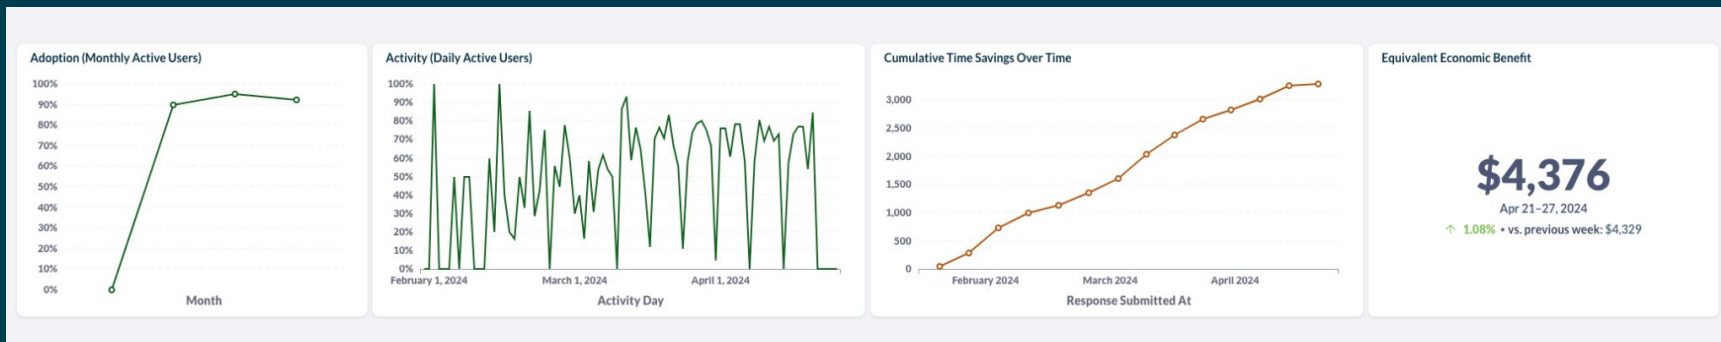 Adoption (Monthly Active Users)
100%
90%
80%
70%
60%
50%
40%
30%
20%
10%
0%
Month
Activity (Daily Active Users)
100%
90%
80%
70%
60%
50%
40%
30%
20%
10%
0%
February 1, 2024 March 1, 2024 April 1, 2024
Activity Day
Cumulative Time Savings Over Time
3,000
2,500
2,000
1,500
1,000
500
0
February 2024 March 2024 April 2024
Response Submitted At
Equivalent Economic Benefit
$4,376
Apr 21–27, 2024
↑ 1.08% • vs. previous week: $4,329